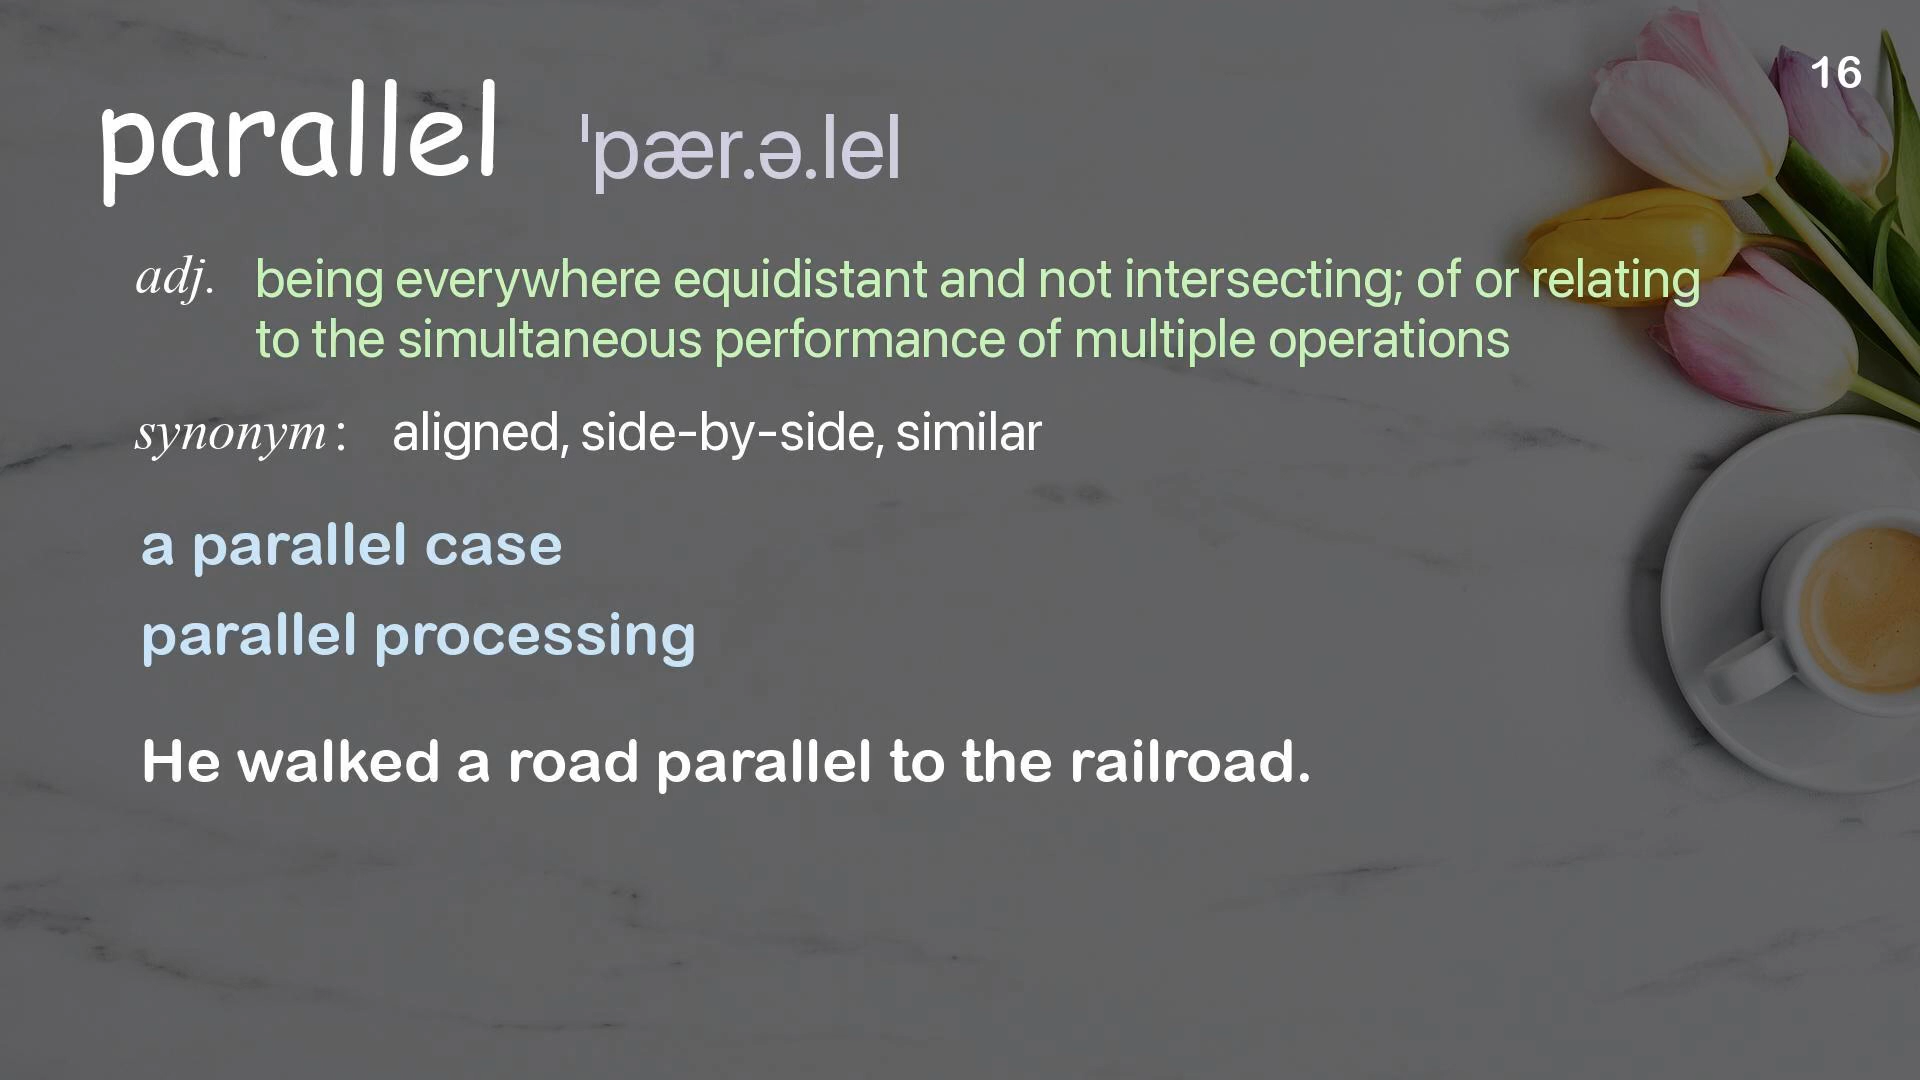 16
parallel ˈpær.ə.lel
adj. being everywhere equidistant and not intersecting; of or relating
to the simultaneous performance of multiple operations
synonym : aligned, side-by-side, similar
a parallel case
parallel processing
He walked a road parallel to the railroad.